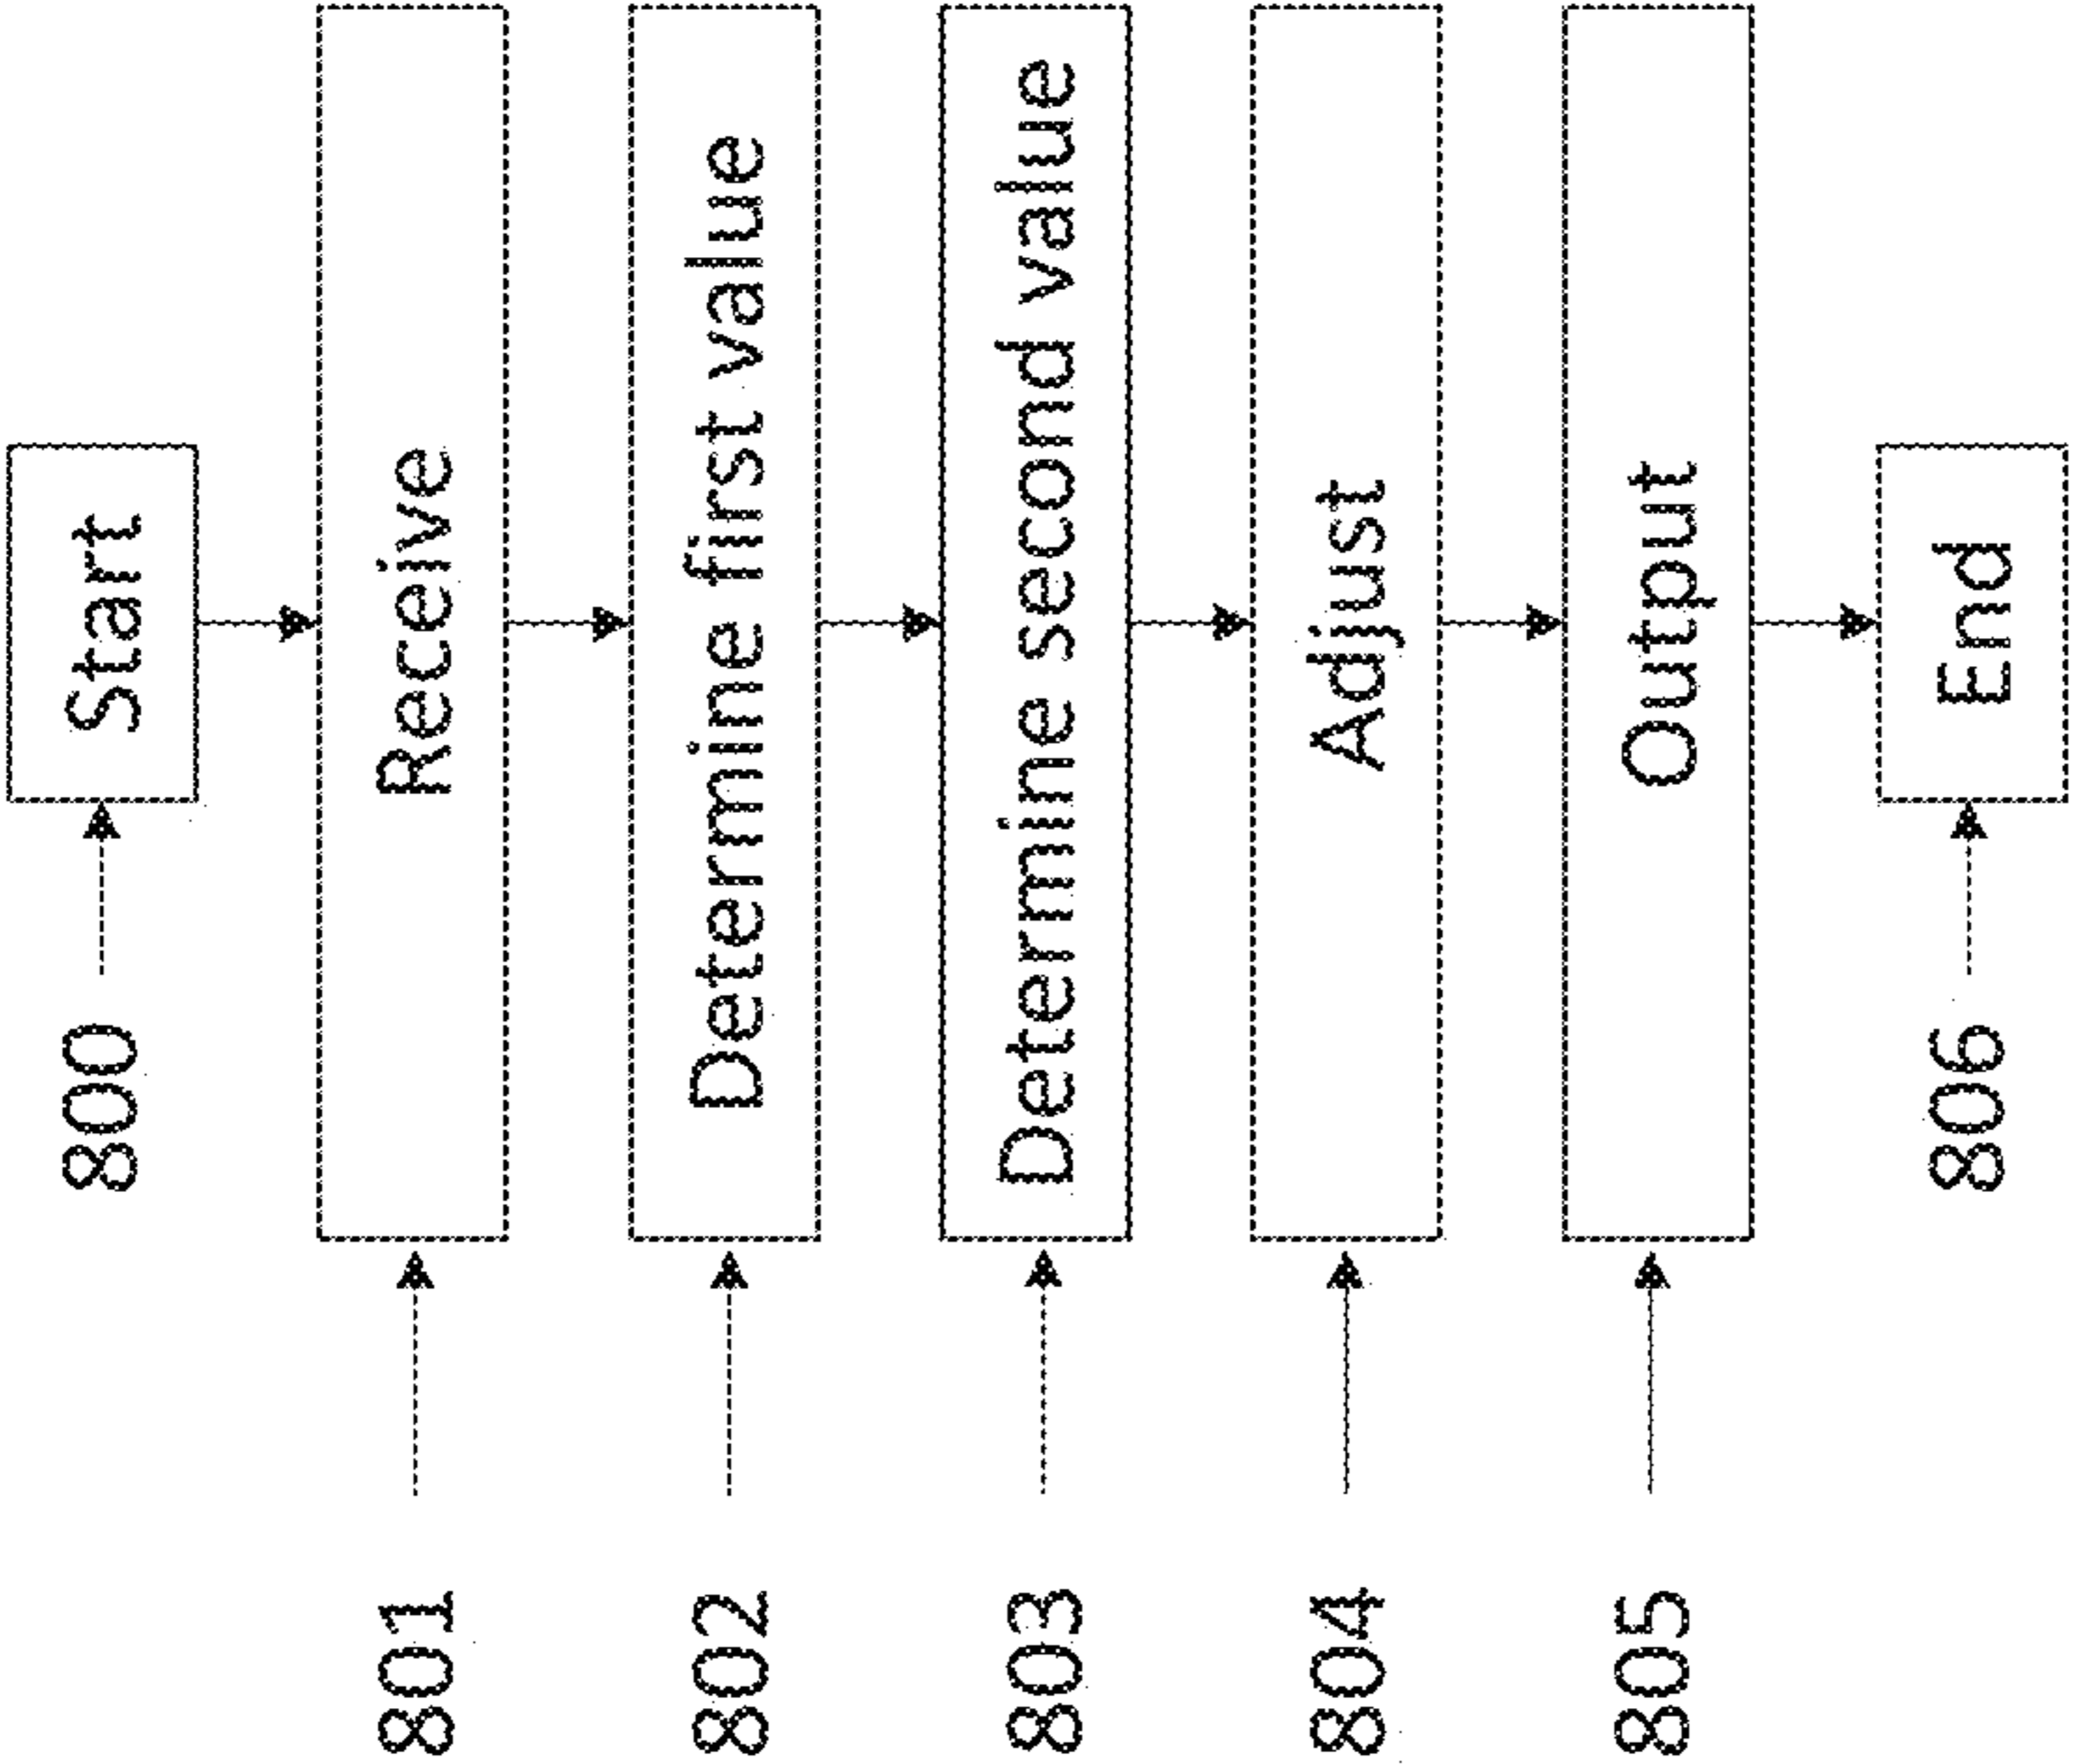 800 Start
801 Receive
802 Determine first value
803 Determine second value
804 Adjust
805 Output
806 End